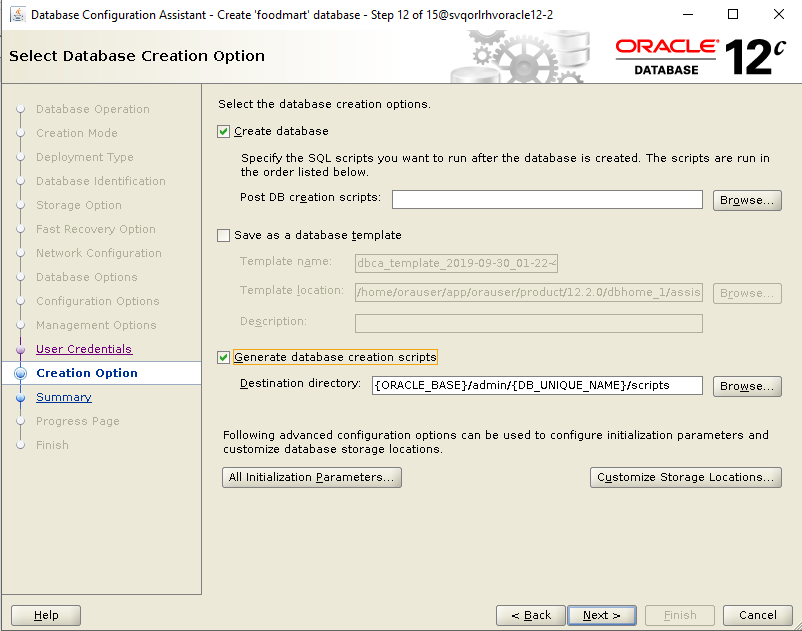 Database Configuration Assistant - Create 'foodmart' database - Step 12 of 15@svqorlrhvoracle12-2
Select Database Creation Option
ORACLE®
DATABASE
12c
Database Operation
Creation Mode
Deployment Type
Database Identification
Storage Option
Fast Recovery Option
Network Configuration
Database Options
Configuration Options
Management Options
User Credentials
Creation Option
Summary
Progress Page
Finish
Select the database creation options.
Create database
Specify the SQL scripts you want to run after the database is created. The scripts are run in
the order listed below.
Post DB creation scripts: Browse...
Save as a database template
Template name: dbca_template_2019-09-30_01-22-
Template location: /home/orauser/app/orauser/product/12.2.0/dbhome_1/assis Browse...
Description:
Generate database creation scripts
Destination directory: {ORACLE_BASE}/admin/{DB_UNIQUE_NAME}/scripts Browse...
Following advanced configuration options can be used to configure initialization parameters and
customize database storage locations.
All Initialization Parameters... Customize Storage Locations...
Help < Back Next > Finish Cancel